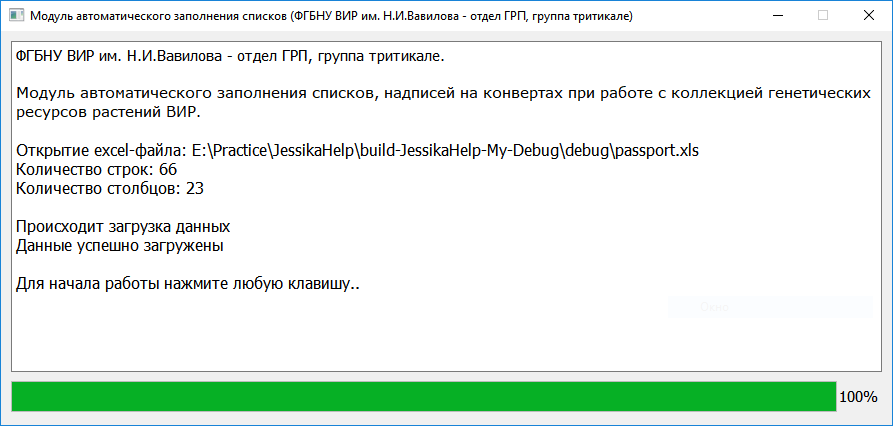 Модуль автоматического заполнения списков (ФГБНУ ВИР им. Н.И.Вавилова - отдел ГРП, группа тритикале)
ФГБНУ ВИР им. Н.И.Вавилова - отдел ГРП, группа тритикале.
Модуль автоматического заполнения списков, надписей на конвертах при работе с коллекцией генетических
ресурсов растений ВИР.
Открытие excel-файла: E:\Practice\JessikaHelp\build-JessikaHelp-My-Debug\debug\passport.xls
Количество строк: 66
Количество столбцов: 23
Происходит загрузка данных
Данные успешно загружены
Для начала работы нажмите любую клавишу..
100%